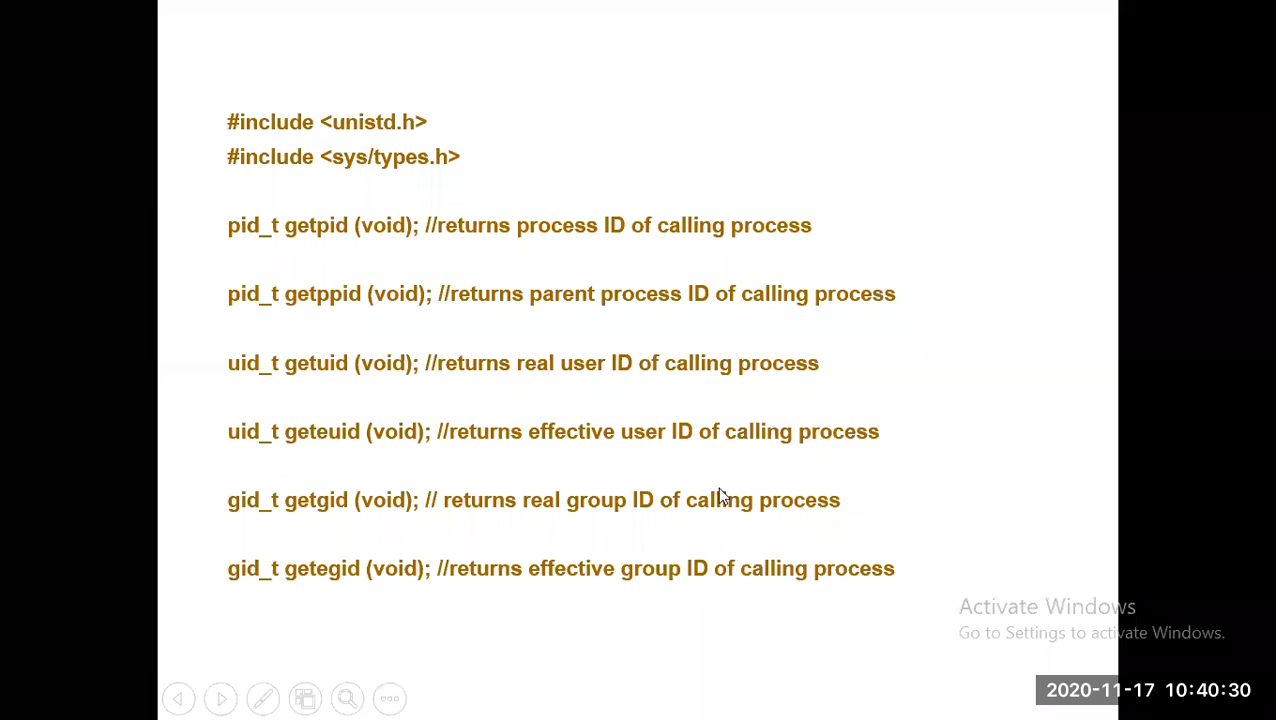 #include <unistd.h>
#include <sys/types.h>
pid_t getpid (void); //returns process ID of calling process
pid_t getppid (void); //returns parent process ID of calling process
uid_t getuid (void); //returns real user ID of calling process
uid_t geteuid (void); //returns effective user ID of calling process
gid_t getgid (void); // returns real group ID of calling process
gid_t getegid (void); //returns effective group ID of calling process
Activate Windows
Go to Settings to activate Windows.
2020-11-17 10:40:30